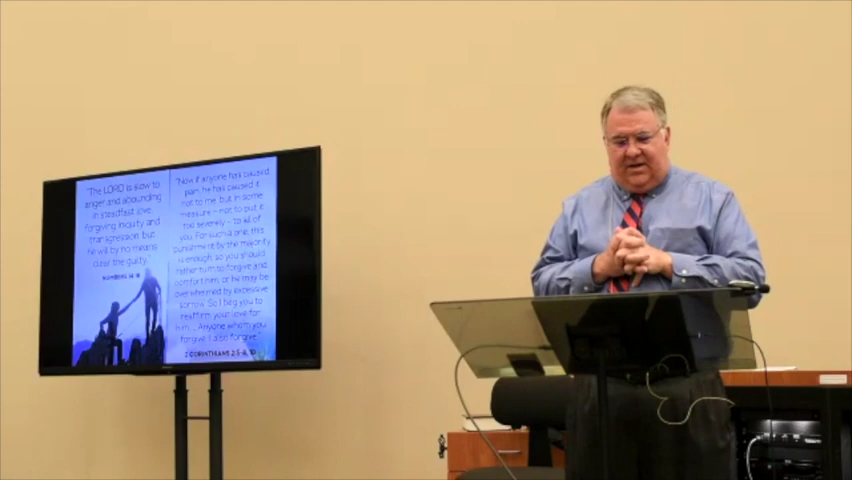 "The LORD is slow to
anger and abounding
in steadfast love,
forgiving iniquity and
transgression, but
he will by no means
clear the guilty,"
NUMBERS 14:18
"Now if anyone has caused
pain, he has caused it
not to me, but in some
measure – not to put it
too severely – to all of
you. For such a one, this
punishment by the majority
is enough, so you should
rather turn to forgive and
comfort him, or he may be
overwhelmed by excessive
sorrow. So I beg you to
reaffirm your love for
him ... Anyone whom you
forgive, I also forgive"
2 CORINTHIANS 2:5-8, 10